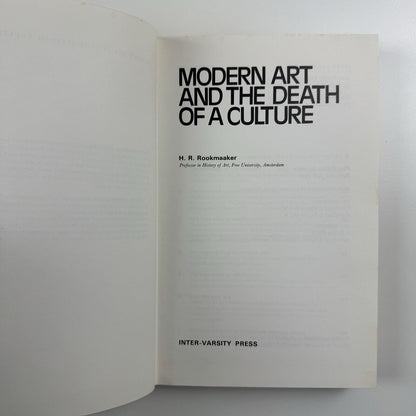 MODERN ART
AND THE DEATH
OF A CULTURE
H. R. Rookmaaker
Professor in History of Art, Free University, Amsterdam
INTER-VARSITY PRESS